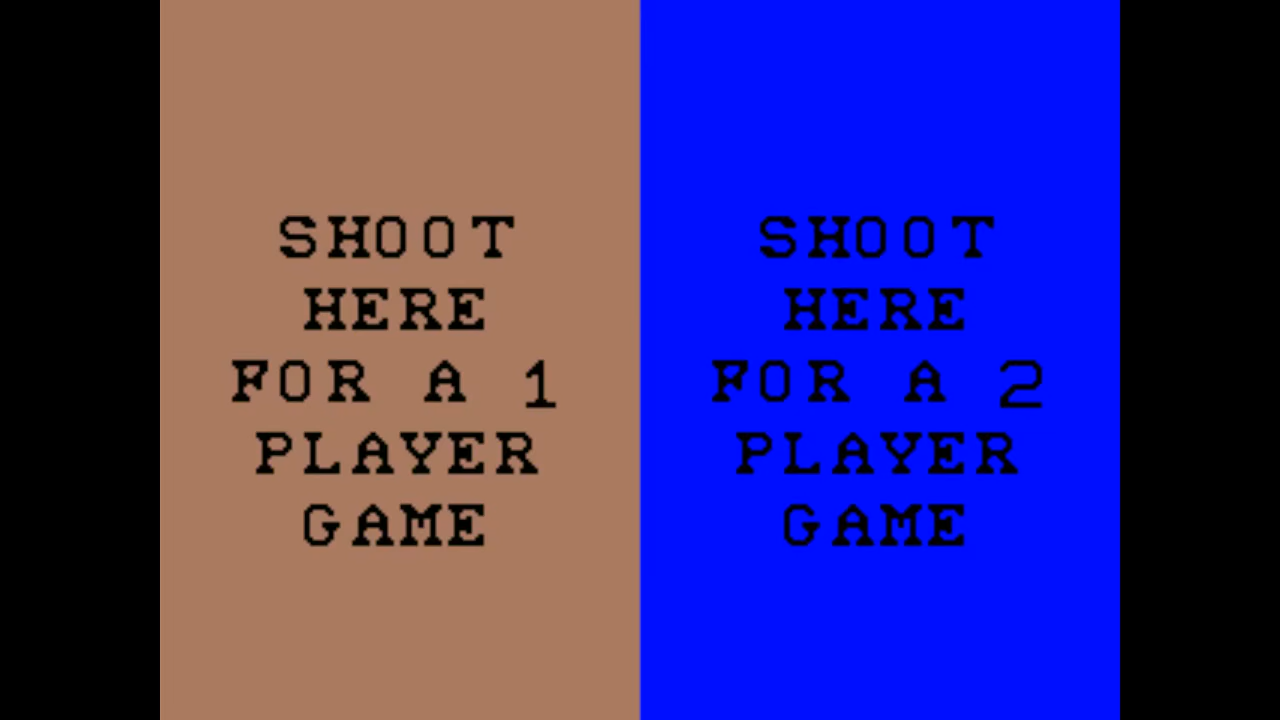 SHOOT
HERE
FOR A 1
PLAYER
GAME
SHOOT
HERE
FOR A 2
PLAYER
GAME